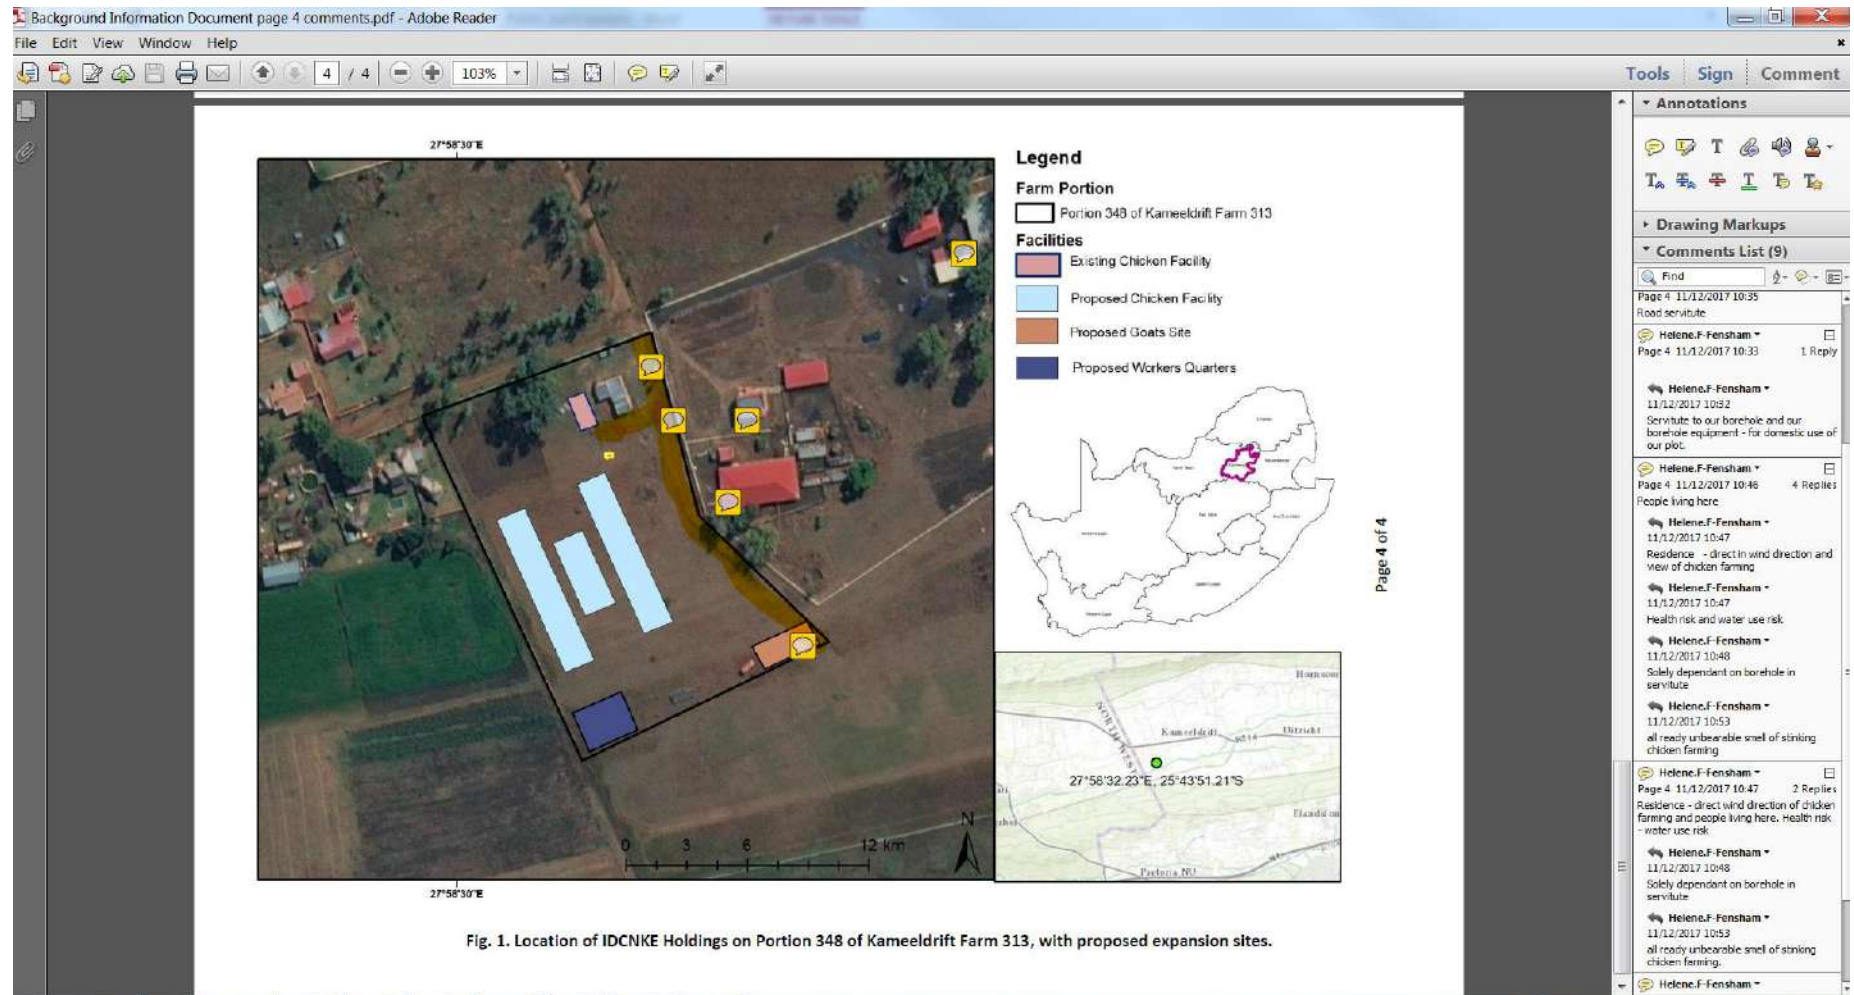 Background Information Document page 4 comments.pdf - Adobe Reader
File Edit View Window Help
4 / 4 103%
Tools Sign Comment
27°58'30"E
Legend
Farm Portion
Portion 348 of Kameeldrift Farm 313
Facilities
Existing Chicken Facility
Proposed Chicken Facility
Proposed Goats Site
Proposed Workers Quarters
Page 4 of 4
NORTH WEST
Kameeldrift
Uitzicht
27°58'32.23"E, 25°43'51.21"S
Pretoria NU
N
0 3 6 12 km
27°58'30"E
Fig. 1. Location of IDCNKE Holdings on Portion 348 of Kameeldrift Farm 313, with proposed expansion sites.
Annotations
Drawing Markups
Comments List (9)
Find
Page 4 11/12/2017 10:35
Road servitute
Helene.F-Fensham
Page 4 11/12/2017 10:33 1 Reply
Helene.F-Fensham
11/12/2017 10:32
Servitute to our borehole and our
borehole equipment - for domestic use of
our plot.
Helene.F-Fensham
Page 4 11/12/2017 10:46 4 Replies
People living here
Helene.F-Fensham
11/12/2017 10:47
Residence - direct in wind direction and
view of chicken farming
Helene.F-Fensham
11/12/2017 10:47
Health risk and water use risk
Helene.F-Fensham
11/12/2017 10:48
Solely dependant on borehole in
servitute
Helene.F-Fensham
11/12/2017 10:53
all ready unbearable smell of stinking
chicken farming
Helene.F-Fensham
Page 4 11/12/2017 10:47 2 Replies
Residence - direct wind direction of chicken
farming and people living here. Health risk
- water use risk
Helene.F-Fensham
11/12/2017 10:48
Solely dependant on borehole in
servitute
Helene.F-Fensham
11/12/2017 10:53
all ready unbearable smell of stinking
chicken farming.
Helene.F-Fensham